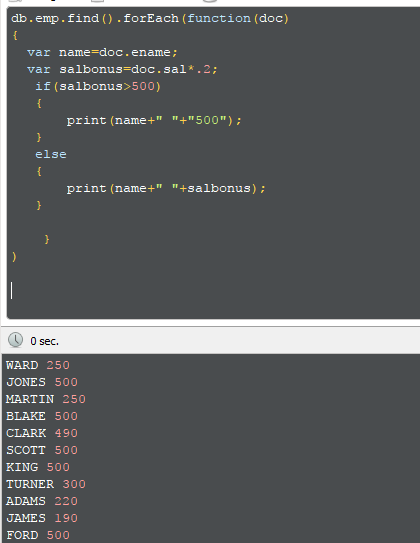 db.emp.find().forEach(function(doc)
{
  var name=doc.ename;
  var salbonus=doc.sal*.2;
   if(salbonus>500)
   {
       print(name+" "+"500");
   }
   else
   {
       print(name+" "+salbonus);
   }
    }
)
0 sec.
WARD 250
JONES 500
MARTIN 250
BLAKE 500
CLARK 490
SCOTT 500
KING 500
TURNER 300
ADAMS 220
JAMES 190
FORD 500